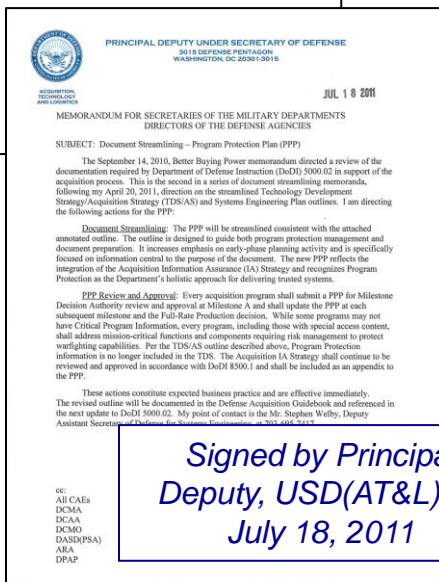 PRINCIPAL DEPUTY UNDER SECRETARY OF DEFENSE
3015 DEFENSE PENTAGON
WASHINGTON, DC 20301-3015
ACQUISITION,
TECHNOLOGY
AND LOGISTICS
JUL 18 2011
MEMORANDUM FOR SECRETARIES OF THE MILITARY DEPARTMENTS
DIRECTORS OF THE DEFENSE AGENCIES
SUBJECT: Document Streamlining – Program Protection Plan (PPP)
The September 14, 2010, Better Buying Power memorandum directed a review of the
documentation required by Department of Defense Instruction (DoDI) 5000.02 in support of the
acquisition process. This is the second in a series of document streamlining memoranda,
following my April 20, 2011, direction on the streamlined Technology Development
Strategy/Acquisition Strategy (TDS/AS) and Systems Engineering Plan outlines. I am directing
the following actions for the PPP:
Document Streamlining: The PPP will be streamlined consistent with the attached
annotated outline. The outline is designed to guide both program protection management and
document preparation. It increases emphasis on early-phase planning activity and is specifically
focused on information central to the purpose of the document. The new PPP reflects the
integration of the Acquisition Information Assurance (IA) Strategy and recognizes Program
Protection as the Department's holistic approach for delivering trusted systems.
PPP Review and Approval: Every acquisition program shall submit a PPP for Milestone
Decision Authority review and approval at Milestone A and shall update the PPP at each
subsequent milestone and the Full-Rate Production decision. While some programs may not
have Critical Program Information, every program, including those with special access content,
shall address mission-critical functions and components requiring risk management to protect
warfighting capabilities. Per the TDS/AS outline described above, Program Protection
information is no longer included in the TDS. The Acquisition IA Strategy shall continue to be
reviewed and approved in accordance with DoDI 8500.1 and shall be included as an appendix to
the PPP.
These actions constitute expected business practice and are effective immediately.
The revised outline will be documented in the Defense Acquisition Guidebook and referenced in
the next update to DoDI 5000.02. My point of contact is the Mr. Stephen Welby, Deputy
Assistant Secretary of Defense for Systems Engineering, at 703-695-7417.
Signed by Principa
Deputy, USD(AT&L)
July 18, 2011
cc:
All CAEs
DCMA
DCAA
DCMO
DASD(PSA)
ARA
DPAP